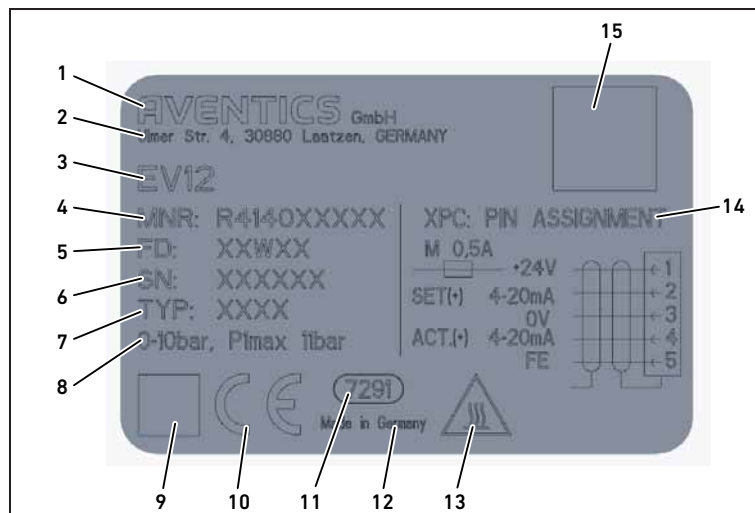 15
1
AVENTICS GmbH
2
Ulmer Str. 4, 30880 Laatzen, GERMANY
3
EV12
4
MNR: R4140XXXXX
XPC: PIN ASSIGNMENT
14
5
FD: XXWXX
M 0,5A
+24V
1
6
SN: XXXXXX
SET(+) 4-20mA
2
0V
3
7
TYP: XXXX
ACT.(+) 4-20mA
4
8
0-10bar, P1max 11bar
FE
5
CE
7291
Made in Germany
9
10
11
12
13